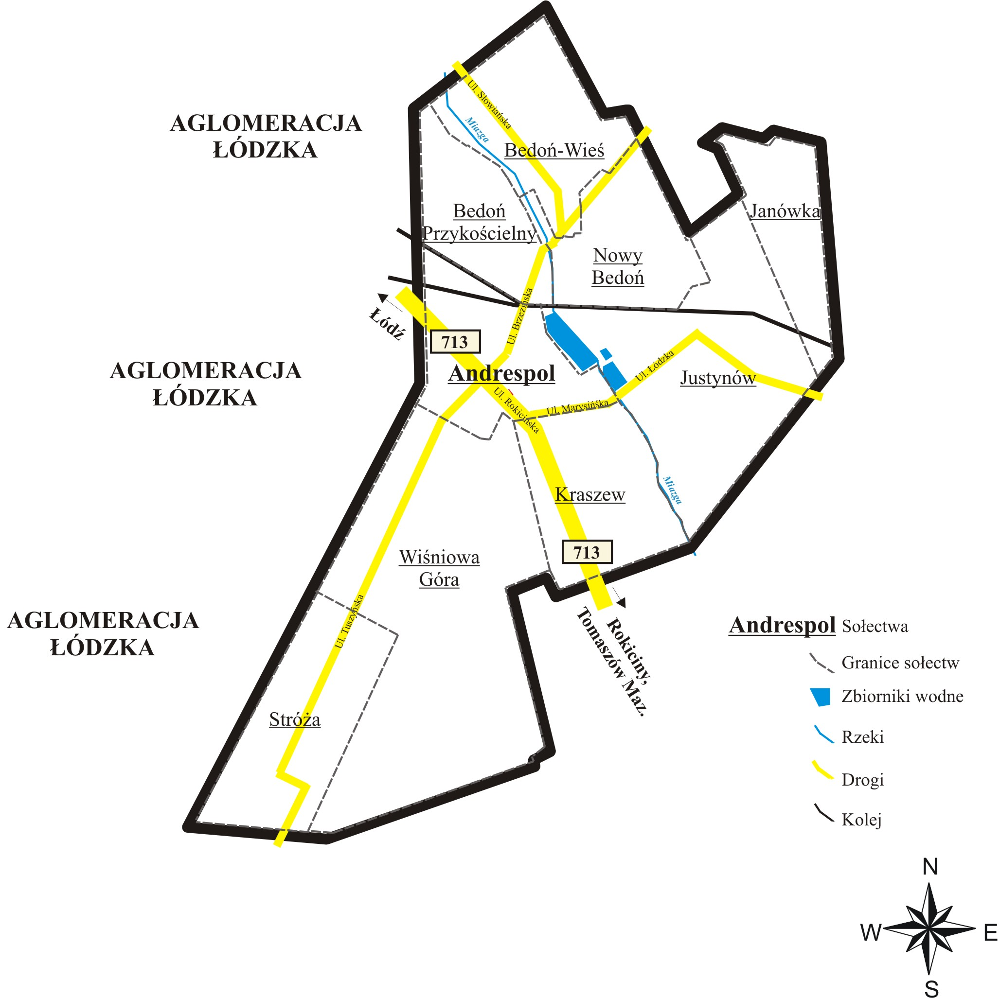 Ul. Słowiańska
Miazga
AGLOMERACJA
ŁÓDZKA
Bedoń-Wieś
Bedoń
Przykościelny
Janówka
Nowy
Bedoń
Łódź
Ul. Brzezińska
713
AGLOMERACJA
ŁÓDZKA
Andrespol
Ul. Łódzka
Justynów
Ul. Rokicińska
Ul. Marysińśka
Kraszew
Miazga
713
Wiśniowa
Góra
AGLOMERACJA
ŁÓDZKA
Ul. Tuszyńska
Rokiciny,
Tomaszów Maz.
Stróża
Andrespol Sołectwa
Granice sołectw
Zbiorniki wodne
Rzeki
Drogi
Kolej
N
W
E
S